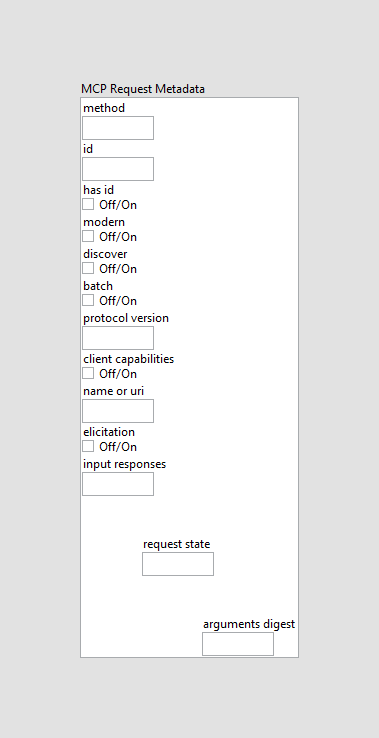 MCP Request Metadata
method
id
has id
Off/On
modern
Off/On
discover
Off/On
batch
Off/On
protocol version
client capabilities
Off/On
name or uri
elicitation
Off/On
input responses
request state
arguments digest